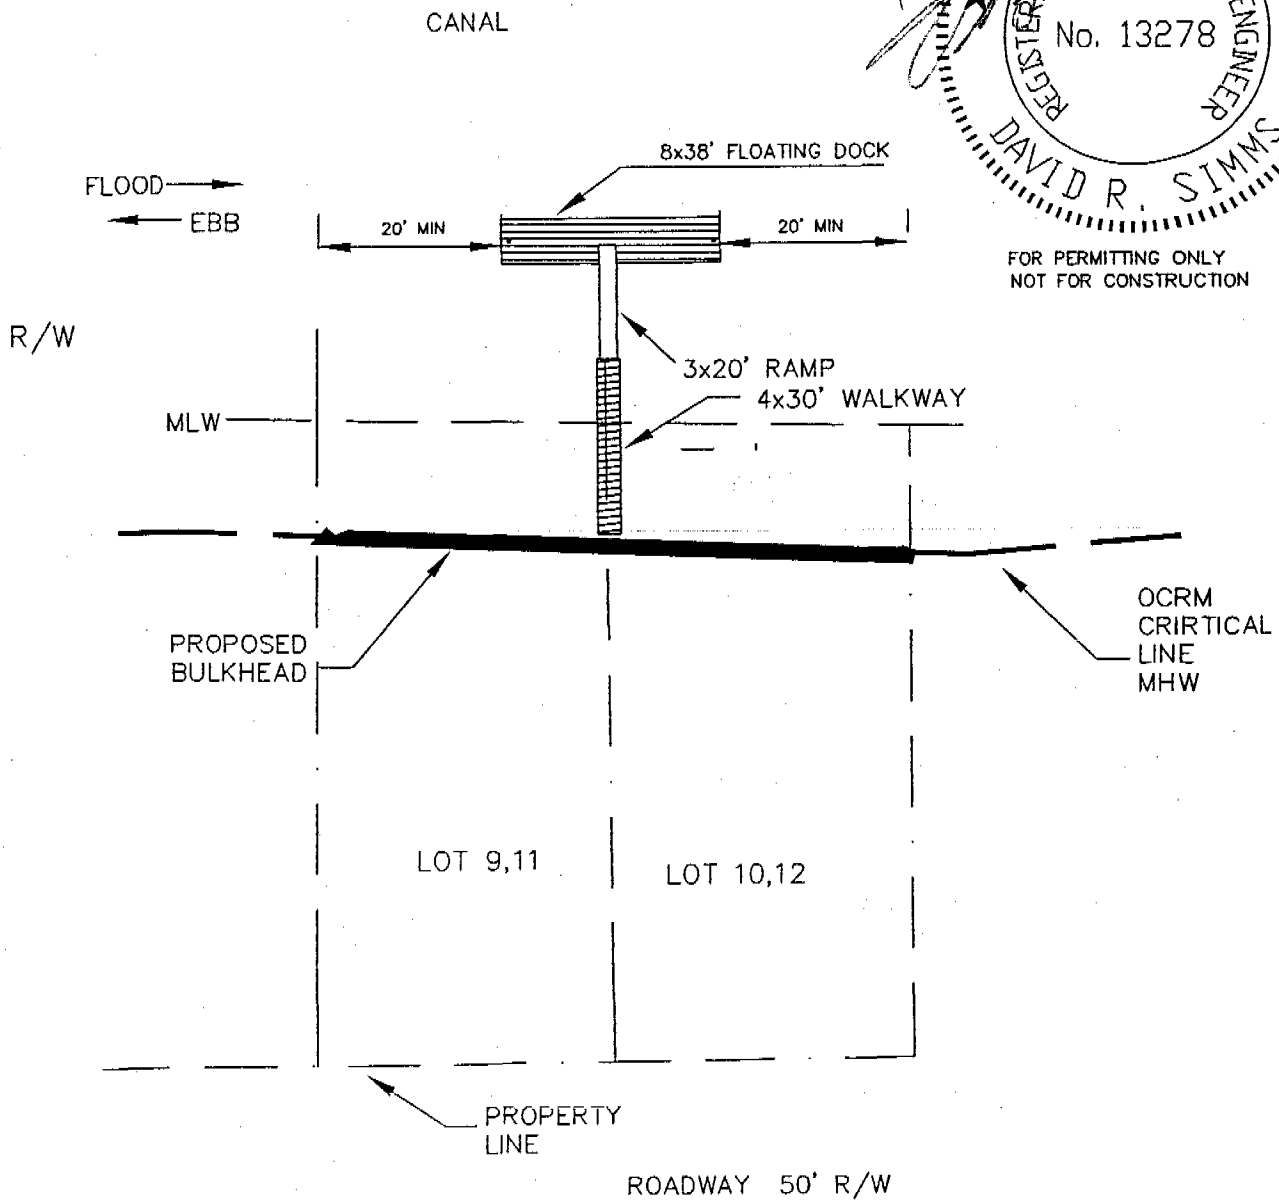 CANAL
REGISTER
No. 13278
ENGINEER
DAVID R. SIMMS
8x38' FLOATING DOCK
FLOOD
EBB
20' MIN
20' MIN
FOR PERMITTING ONLY
NOT FOR CONSTRUCTION
R/W
3x20' RAMP
4x30' WALKWAY
MLW
OCRM
CRIRTICAL
LINE
MHW
PROPOSED
BULKHEAD
LOT 9,11
LOT 10,12
PROPERTY
LINE
ROADWAY 50' R/W